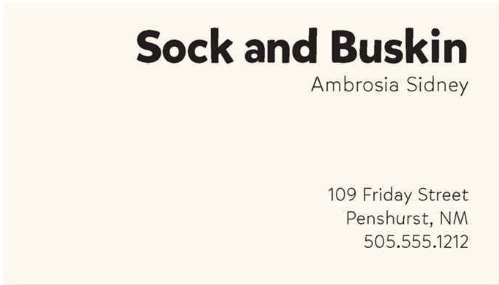 Sock and Buskin
Ambrosia Sidney
109 Friday Street
Penshurst, NM
505.555.1212